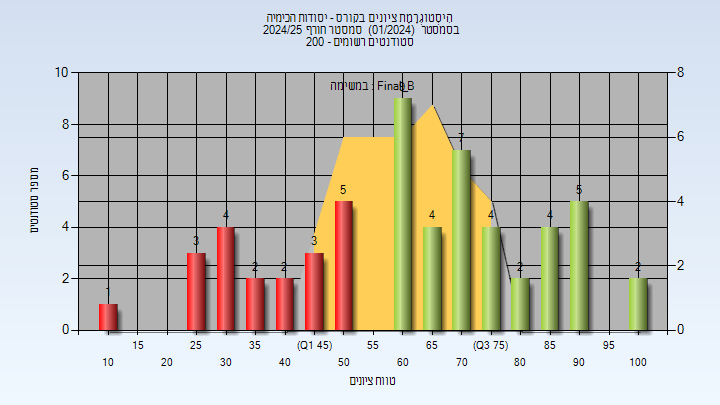 היסטוגרמת ציונים בקורס - יסודות הכימיה
בסמסטר (01/2024) סמסטר חורף 2024/25
סטודנטים רשומים - 200
במשימה : Final B
10 8
8 6
6 4
4 2
2 0
0
מספר סטודנטים
1 3 4 2 2 3 5 9 4 7 4 2 4 5 2
15 25 35 (Q1 45) 55 65 (Q3 75) 85 95
10 20 30 40 50 60 70 80 90 100
טווח ציונים